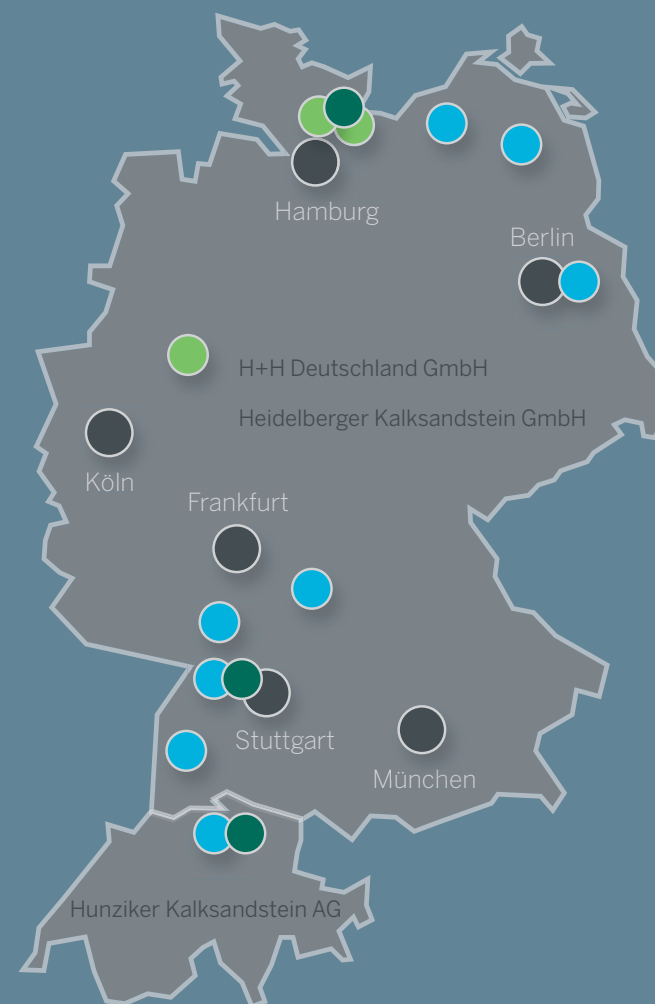 Hamburg
Berlin
H+H Deutschland GmbH
Heidelberger Kalksandstein GmbH
Köln
Frankfurt
Stuttgart
München
Hunziker Kalksandstein AG